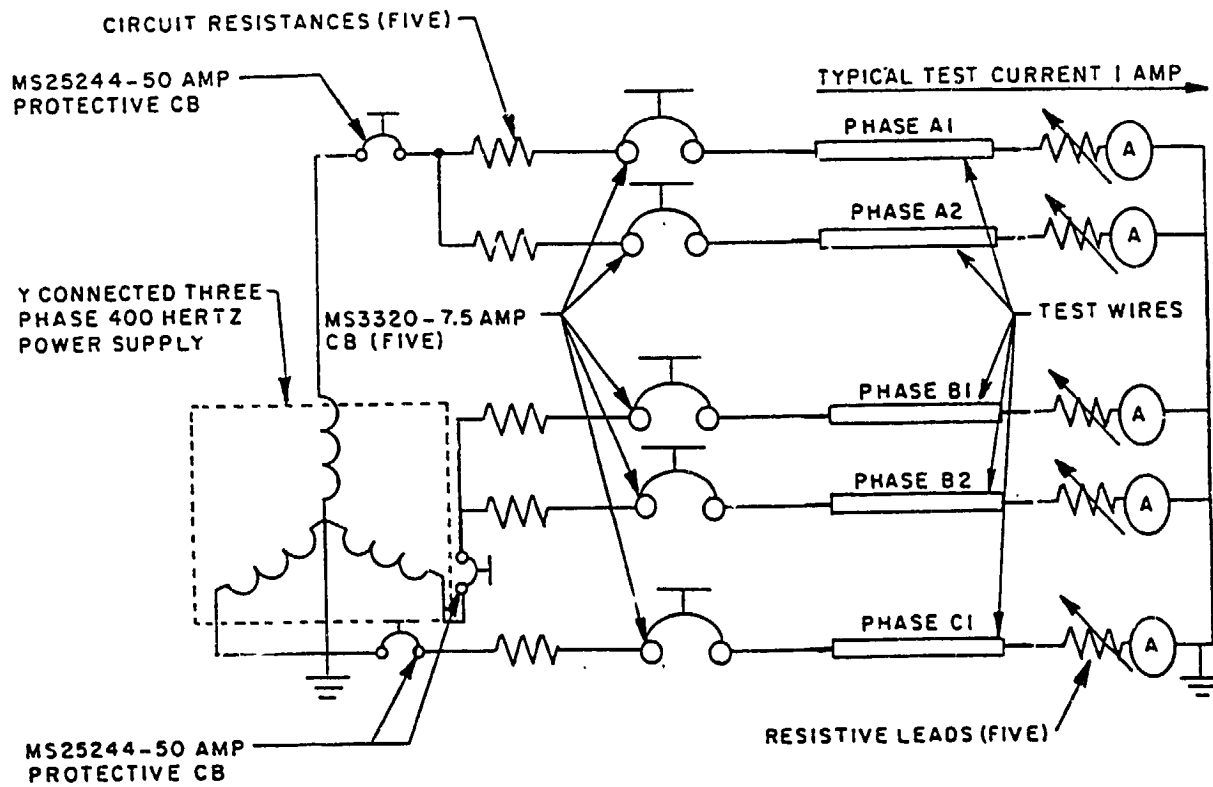 CIRCUIT RESISTANCES (FIVE)
MS25244-50 AMP
PROTECTIVE CB
TYPICAL TEST CURRENT 1 AMP
PHASE A1
A
PHASE A2
A
Y CONNECTED THREE
PHASE 400 HERTZ
POWER SUPPLY
MS3320-7.5 AMP
CB (FIVE)
TEST WIRES
PHASE B1
A
PHASE B2
A
PHASE C1
A
RESISTIVE LEADS (FIVE)
MS25244-50 AMP
PROTECTIVE CB